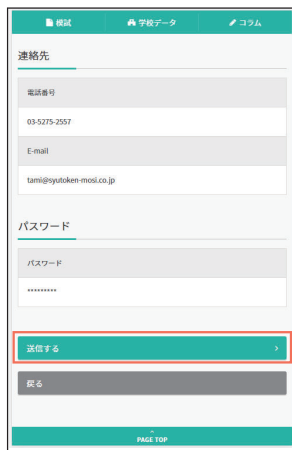 模試 学校データ コラム
連絡先
電話番号
03-5275-2557
E-mail
tami@syutoken-mosi.co.jp
パスワード
パスワード
*********
送信する
戻る
PAGE TOP